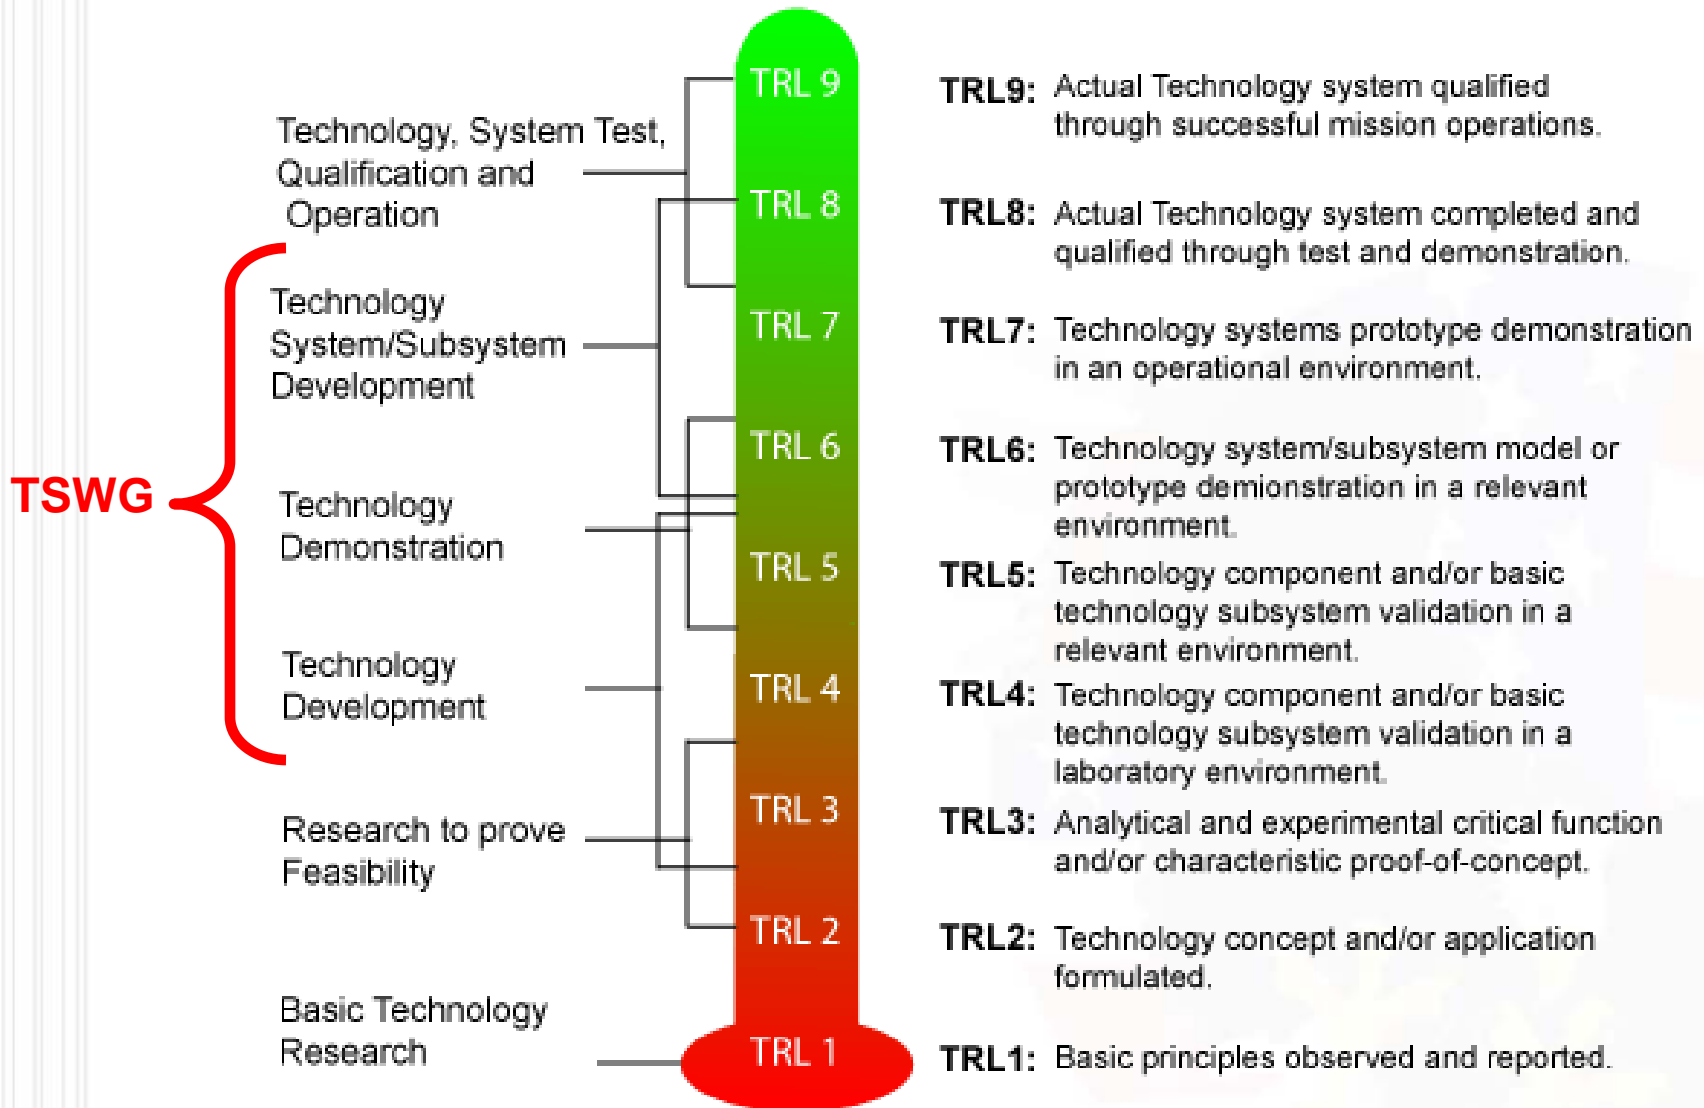 Technology, System Test,
Qualification and
Operation
Technology
System/Subsystem
Development
TSWG
Technology
Demonstration
Technology
Development
Research to prove
Feasibility
Basic Technology
Research
TRL 9
TRL 8
TRL 7
TRL 6
TRL 5
TRL 4
TRL 3
TRL 2
TRL 1
TRL9: Actual Technology system qualified
through successful mission operations.
TRL8: Actual Technology system completed and
qualified through test and demonstration.
TRL7: Technology systems prototype demonstration
in an operational environment.
TRL6: Technology system/subsystem model or
prototype demionstration in a relevant
environment.
TRL5: Technology component and/or basic
technology subsystem validation in a
relevant environment.
TRL4: Technology component and/or basic
technology subsystem validation in a
laboratory environment.
TRL3: Analytical and experimental critical function
and/or characteristic proof-of-concept.
TRL2: Technology concept and/or application
formulated.
TRL1: Basic principles observed and reported.